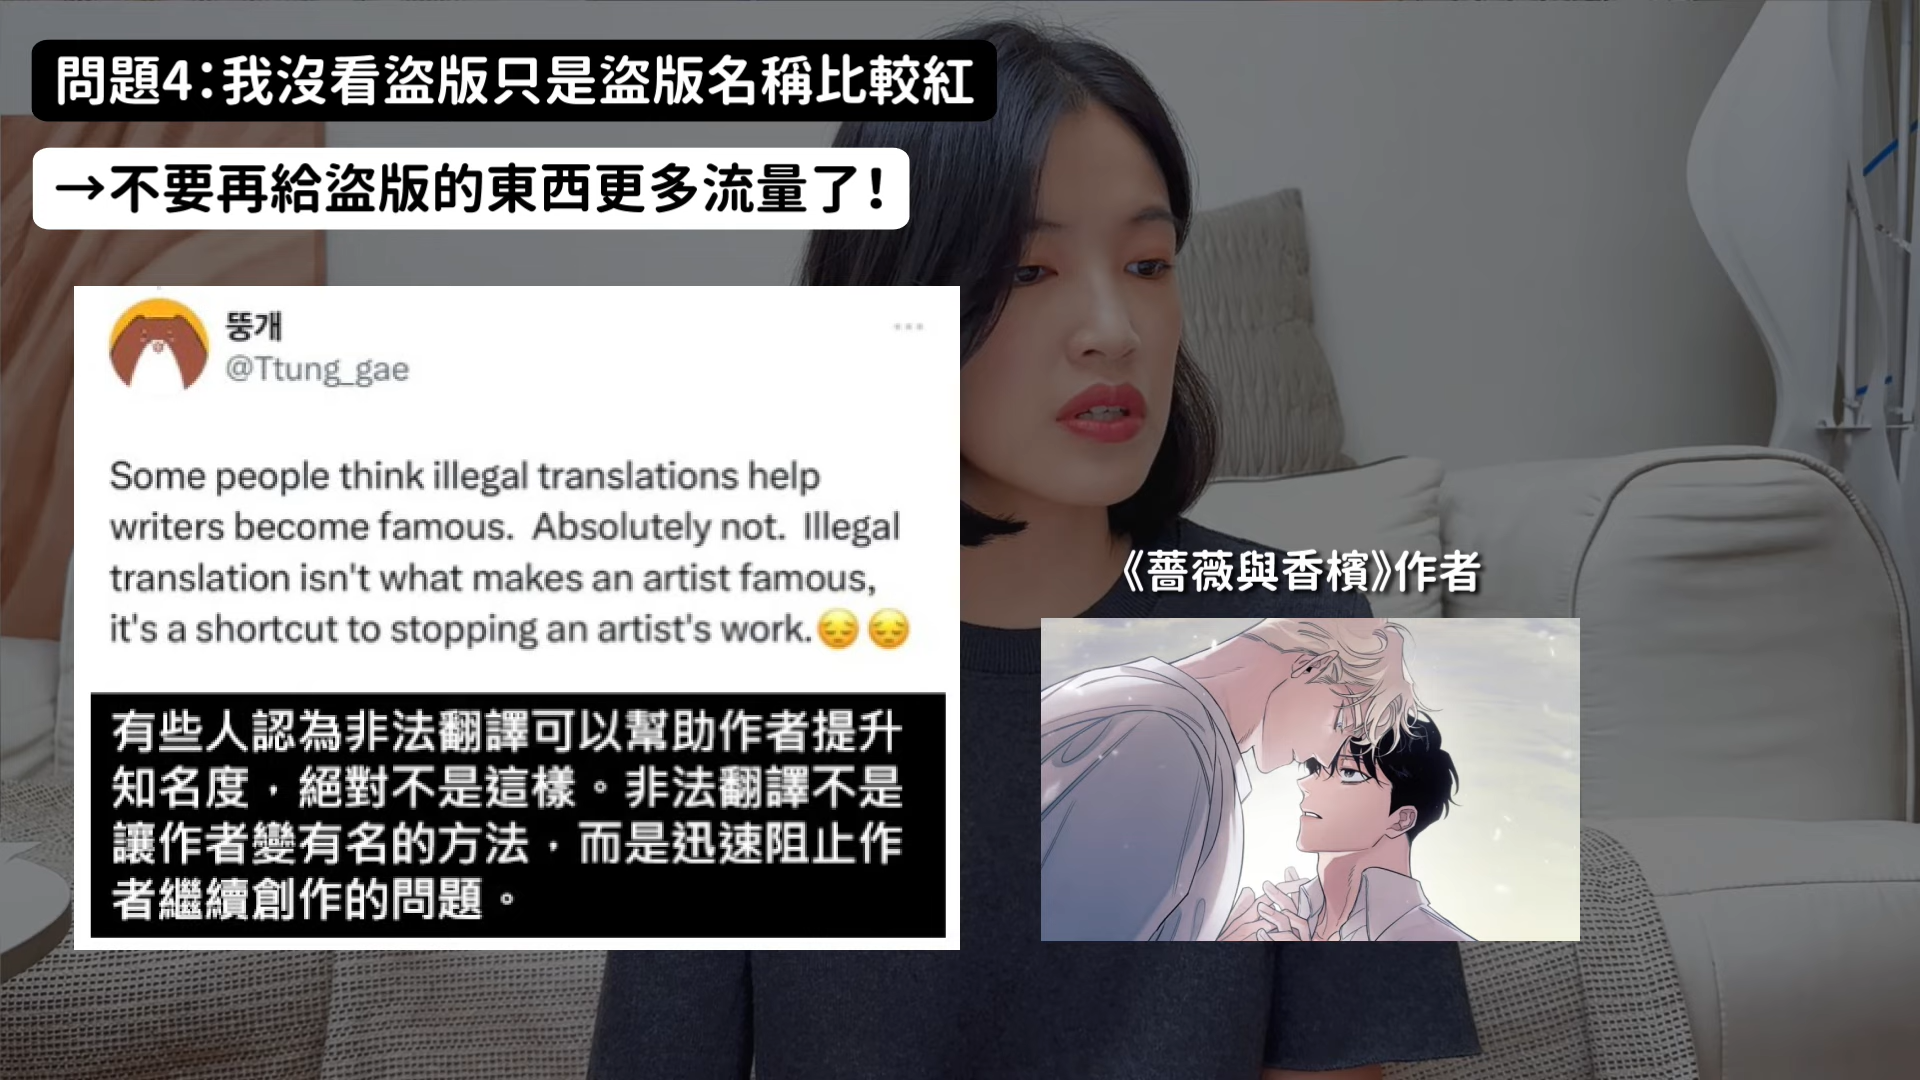 問題4:我沒看盜版只是盜版名稱比較紅
→不要再給盜版的東西更多流量了!
뚱개
@Ttung_gae
Some people think illegal translations help
writers become famous. Absolutely not. Illegal
translation isn't what makes an artist famous,
it's a shortcut to stopping an artist's work.😔😔
有些人認為非法翻譯可以幫助作者提升
知名度，絕對不是這樣。非法翻譯不是
讓作者變有名的方法，而是迅速阻止作
者繼續創作的問題。
《薔薇與香檳》作者